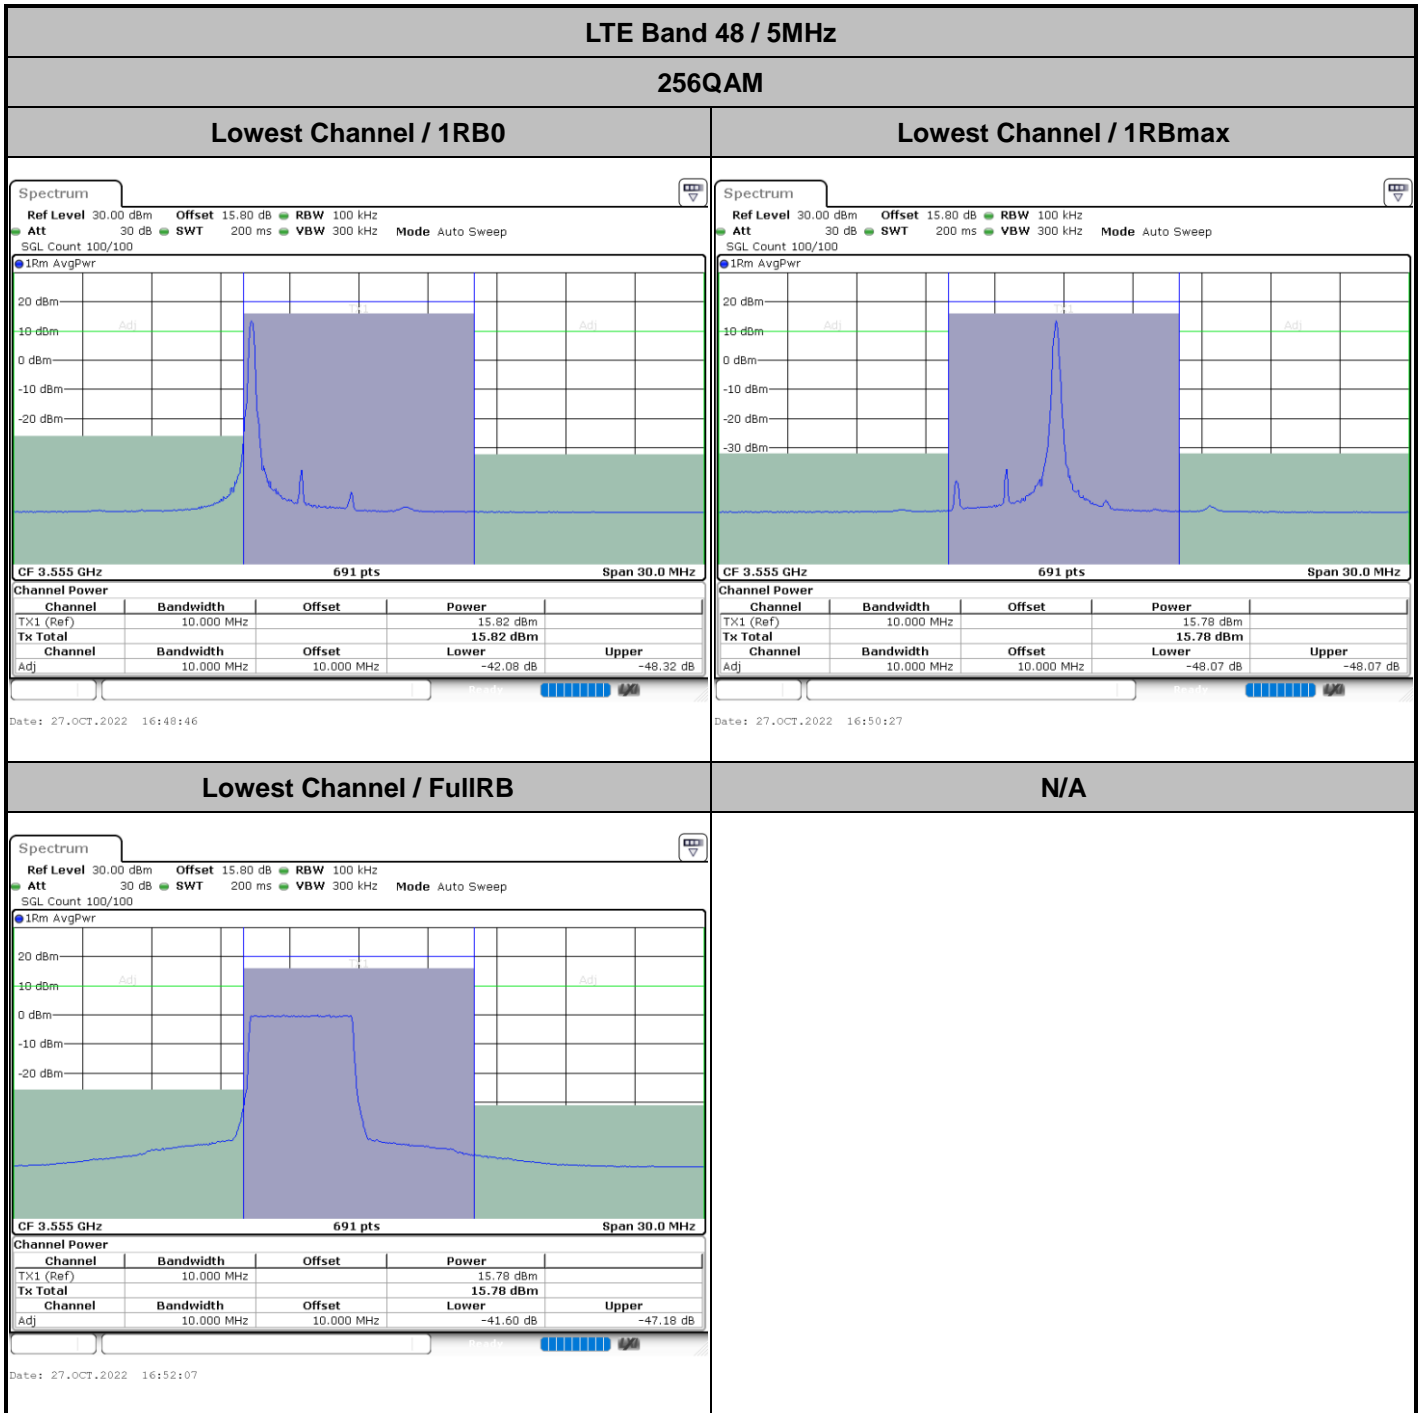 LTE Band 48 / 5MHz
256QAM
Lowest Channel / 1RB0
Lowest Channel / 1RBmax
Spectrum
Ref Level 30.00 dBm Offset 15.80 dB RBW 100 kHz
Att 30 dB SWT 200 ms VBW 300 kHz Mode Auto Sweep
SGL Count 100/100
1Rm AvgPwr
20 dBm
10 dBm
0 dBm
-10 dBm
-20 dBm
Adj
TX1
Adj
CF 3.555 GHz 691 pts Span 30.0 MHz
Channel Power
Channel Bandwidth Offset Power
TX1 (Ref) 10.000 MHz 15.82 dBm
Tx Total 15.82 dBm
Channel Bandwidth Offset Lower Upper
Adj 10.000 MHz 10.000 MHz -42.08 dB -48.32 dB
Ready
Date: 27.OCT.2022 16:48:46
Spectrum
Ref Level 30.00 dBm Offset 15.80 dB RBW 100 kHz
Att 30 dB SWT 200 ms VBW 300 kHz Mode Auto Sweep
SGL Count 100/100
1Rm AvgPwr
20 dBm
10 dBm
0 dBm
-10 dBm
-20 dBm
-30 dBm
Adj
TX1
Adj
CF 3.555 GHz 691 pts Span 30.0 MHz
Channel Power
Channel Bandwidth Offset Power
TX1 (Ref) 10.000 MHz 15.78 dBm
Tx Total 15.78 dBm
Channel Bandwidth Offset Lower Upper
Adj 10.000 MHz 10.000 MHz -48.07 dB -48.07 dB
Ready
Date: 27.OCT.2022 16:50:27
Lowest Channel / FullRB
N/A
Spectrum
Ref Level 30.00 dBm Offset 15.80 dB RBW 100 kHz
Att 30 dB SWT 200 ms VBW 300 kHz Mode Auto Sweep
SGL Count 100/100
1Rm AvgPwr
20 dBm
10 dBm
0 dBm
-10 dBm
-20 dBm
Adj
TX1
Adj
CF 3.555 GHz 691 pts Span 30.0 MHz
Channel Power
Channel Bandwidth Offset Power
TX1 (Ref) 10.000 MHz 15.78 dBm
Tx Total 15.78 dBm
Channel Bandwidth Offset Lower Upper
Adj 10.000 MHz 10.000 MHz -41.60 dB -47.18 dB
Ready
Date: 27.OCT.2022 16:52:07